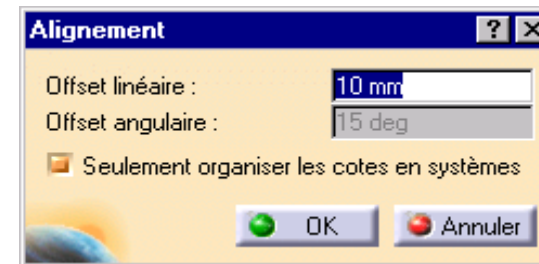 Alignement ? X
Offset linéaire : 10 mm
Offset angulaire : 15 deg
Seulement organiser les cotes en systèmes
OK Annuler